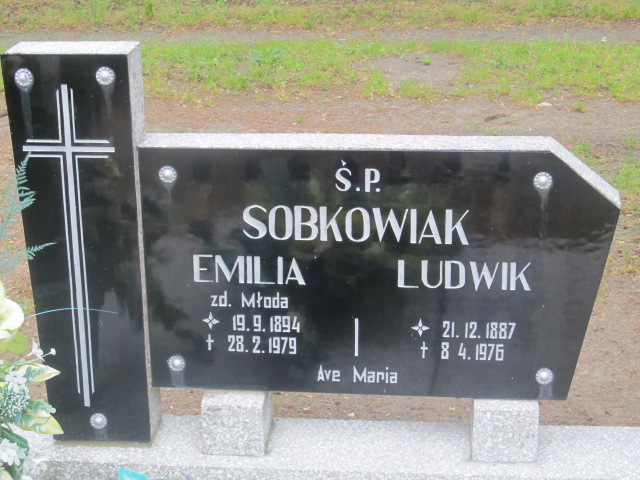 Ś.P.
SOBKOWIAK
EMILIA
zd. Młoda
19.9.1894
† 28.2.1979
LUDWIK
21.12.1887
† 8.4.1976
Ave Maria